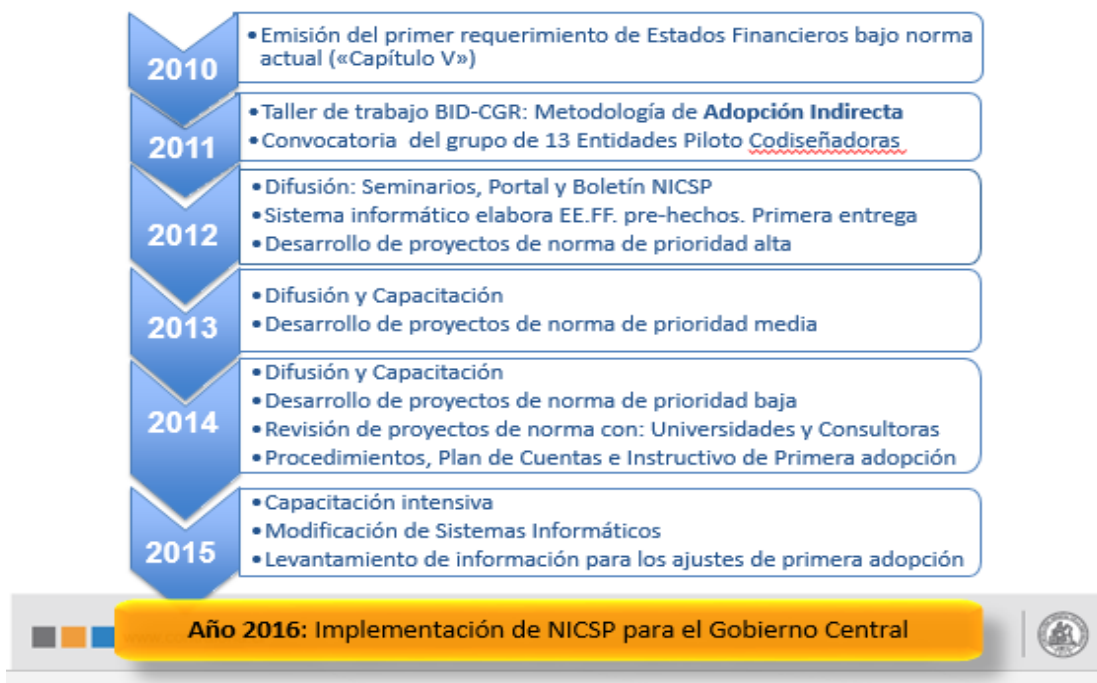 2010
•Emisión del primer requerimiento de Estados Financieros bajo norma
actual («Capítulo V»)
2011
•Taller de trabajo BID-CGR: Metodología de Adopción Indirecta
•Convocatoria del grupo de 13 Entidades Piloto Codiseñadoras
2012
•Difusión: Seminarios, Portal y Boletín NICSP
•Sistema informático elabora EE.FF. pre-hechos. Primera entrega
•Desarrollo de proyectos de norma de prioridad alta
2013
•Difusión y Capacitación
•Desarrollo de proyectos de norma de prioridad media
2014
•Difusión y Capacitación
•Desarrollo de proyectos de norma de prioridad baja
•Revisión de proyectos de norma con: Universidades y Consultoras
•Procedimientos, Plan de Cuentas e Instructivo de Primera adopción
2015
•Capacitación intensiva
•Modificación de Sistemas Informáticos
•Levantamiento de información para los ajustes de primera adopción
Año 2016: Implementación de NICSP para el Gobierno Central